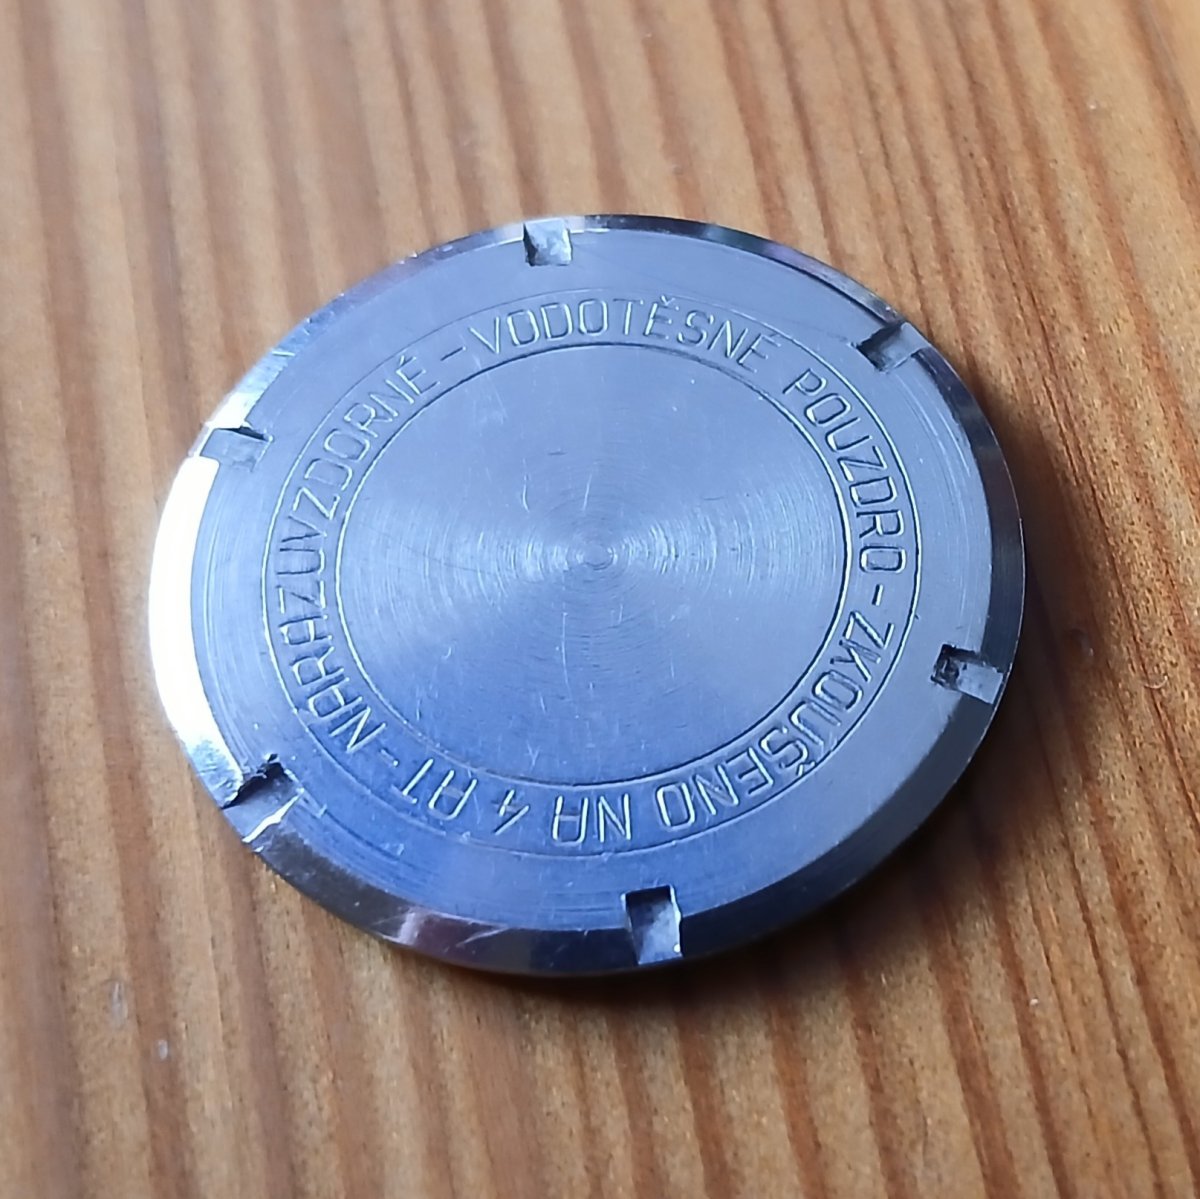 NÁRAZUVZDORNÉ - VODOTĚSNÉ POUZDRO - ZKOUŠENO NA 4 AT -